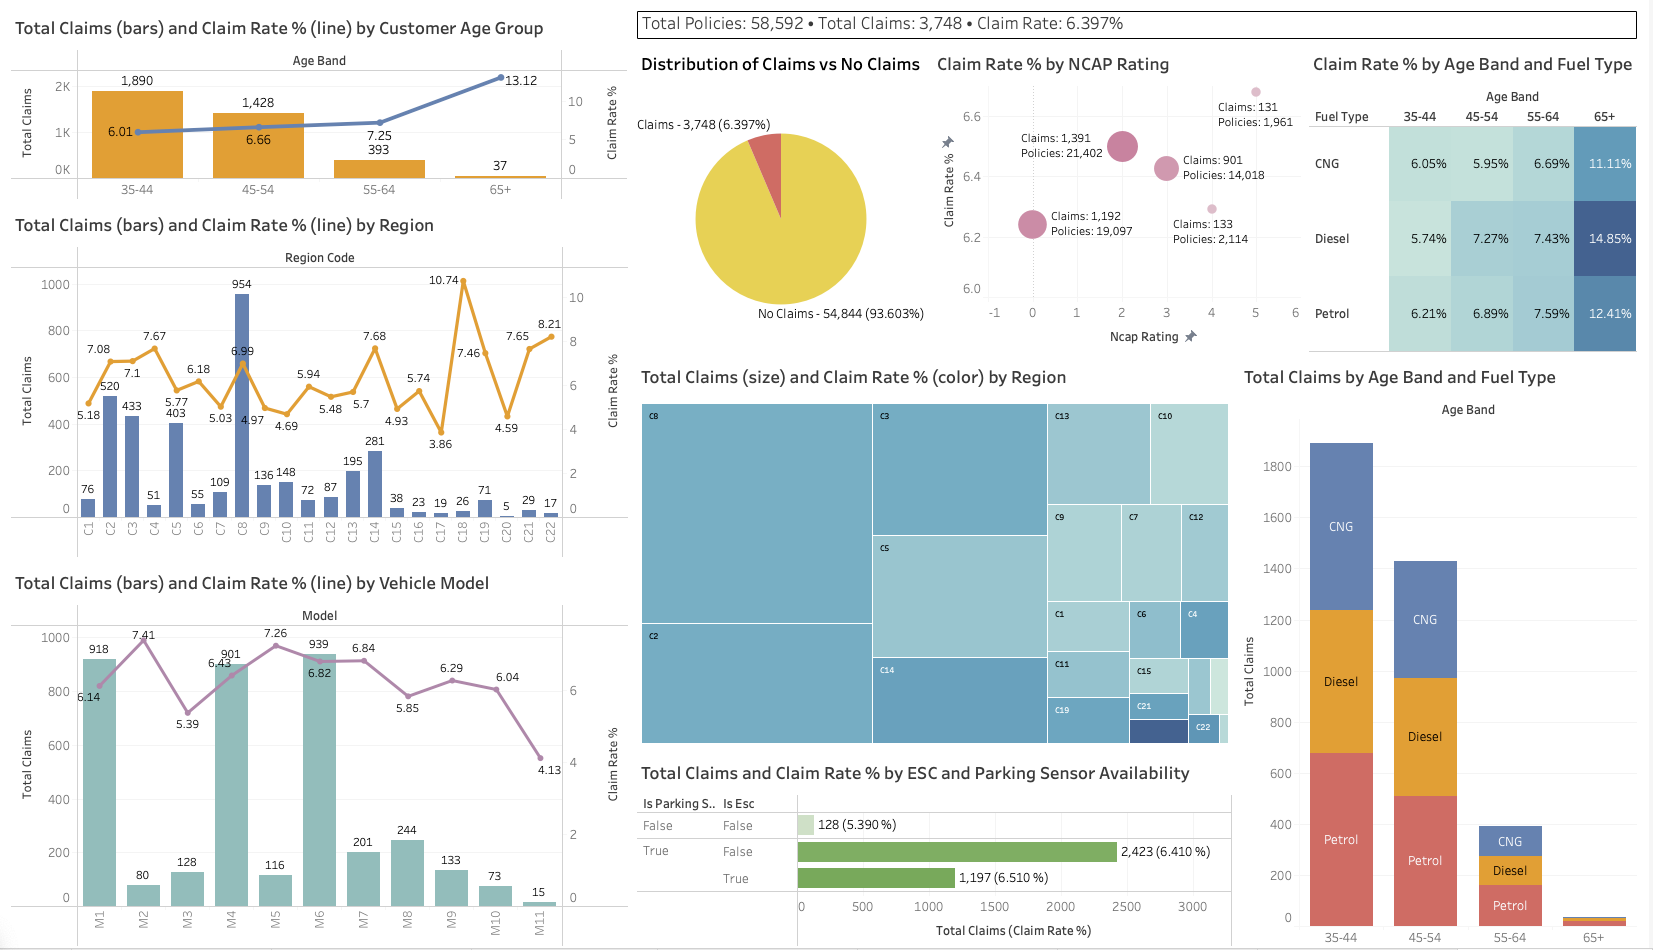 Total Claims (bars) and Claim Rate % (line) by Customer Age Group
Age Band
Total Claims
2K
1K
0K
1,890
1,428
7.25
393
37
6.01
6.66
13.12
10
5
0
Claim Rate %
35-44
45-54
55-64
65+
Total Claims (bars) and Claim Rate % (line) by Region
Region Code
Total Claims
1000
800
600
400
200
0
76
520
433
51
403
55
109
954
136
148
72
87
195
281
38
23
19
26
71
5
29
17
5.18
7.08
7.1
7.67
5.77
6.18
5.03
6.99
4.97
4.69
5.94
5.48
5.7
7.68
4.93
5.74
3.86
10.74
7.46
4.59
7.65
8.21
10
8
6
4
2
0
Claim Rate %
C1
C2
C3
C4
C5
C6
C7
C8
C9
C10
C11
C12
C13
C14
C15
C16
C17
C18
C19
C20
C21
C22
Total Claims (bars) and Claim Rate % (line) by Vehicle Model
Model
Total Claims
1000
800
600
400
200
0
918
80
128
901
116
939
201
244
133
73
15
6.14
7.41
5.39
6.43
7.26
6.82
6.84
5.85
6.29
6.04
4.13
6
4
2
0
Claim Rate %
M1
M2
M3
M4
M5
M6
M7
M8
M9
M10
M11
Total Policies: 58,592 • Total Claims: 3,748 • Claim Rate: 6.397%
Distribution of Claims vs No Claims
Claims - 3,748 (6.397%)
No Claims - 54,844 (93.603%)
Claim Rate % by NCAP Rating
Claim Rate %
6.6
6.4
6.2
6.0
Claims: 131
Policies: 1,961
Claims: 1,391
Policies: 21,402
Claims: 901
Policies: 14,018
Claims: 1,192
Policies: 19,097
Claims: 133
Policies: 2,114
-1
0
1
2
3
4
5
6
Ncap Rating
Claim Rate % by Age Band and Fuel Type
Age Band
Fuel Type 35-44 45-54 55-64 65+
CNG 6.05% 5.95% 6.69% 11.11%
Diesel 5.74% 7.27% 7.43% 14.85%
Petrol 6.21% 6.89% 7.59% 12.41%
Total Claims (size) and Claim Rate % (color) by Region
C8
C2
C3
C5
C14
C13
C10
C9
C7
C12
C1
C6
C4
C11
C15
C19
C21
C22
Total Claims and Claim Rate % by ESC and Parking Sensor Availability
Is Parking S.. Is Esc
False False 128 (5.390 %)
True False 2,423 (6.410 %)
True 1,197 (6.510 %)
0
500
1000
1500
2000
2500
3000
Total Claims (Claim Rate %)
Total Claims by Age Band and Fuel Type
Age Band
Total Claims
1800
1600
1400
1200
1000
800
600
400
200
0
CNG
Diesel
Petrol
CNG
Diesel
Petrol
CNG
Diesel
Petrol
35-44
45-54
55-64
65+